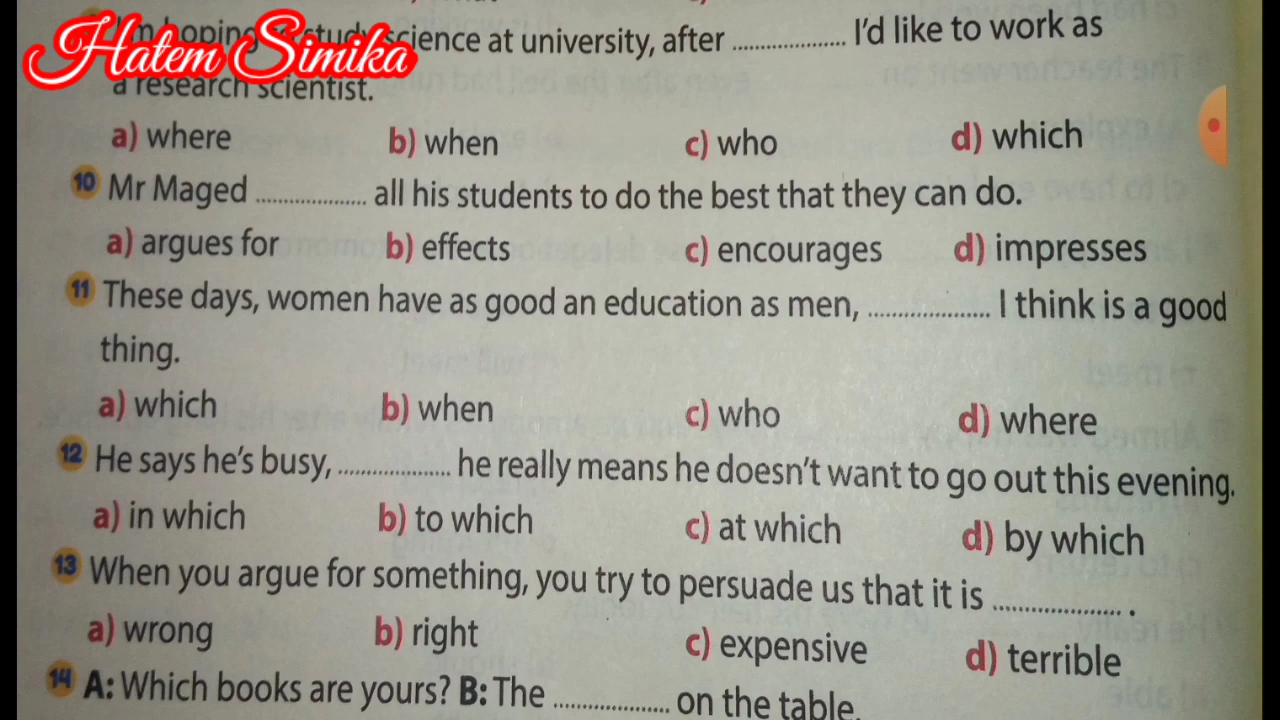 Hatem Simika
hoping study science at university, after .................... I'd like to work as
a research scientist.
a) where b) when c) who d) which
10 Mr Maged .................... all his students to do the best that they can do.
a) argues for b) effects c) encourages d) impresses
11 These days, women have as good an education as men, .................... I think is a good
thing.
a) which b) when c) who d) where
12 He says he's busy, .................... he really means he doesn't want to go out this evening.
a) in which b) to which c) at which d) by which
13 When you argue for something, you try to persuade us that it is .................... .
a) wrong b) right c) expensive d) terrible
14 A: Which books are yours? B: The .................... on the table.